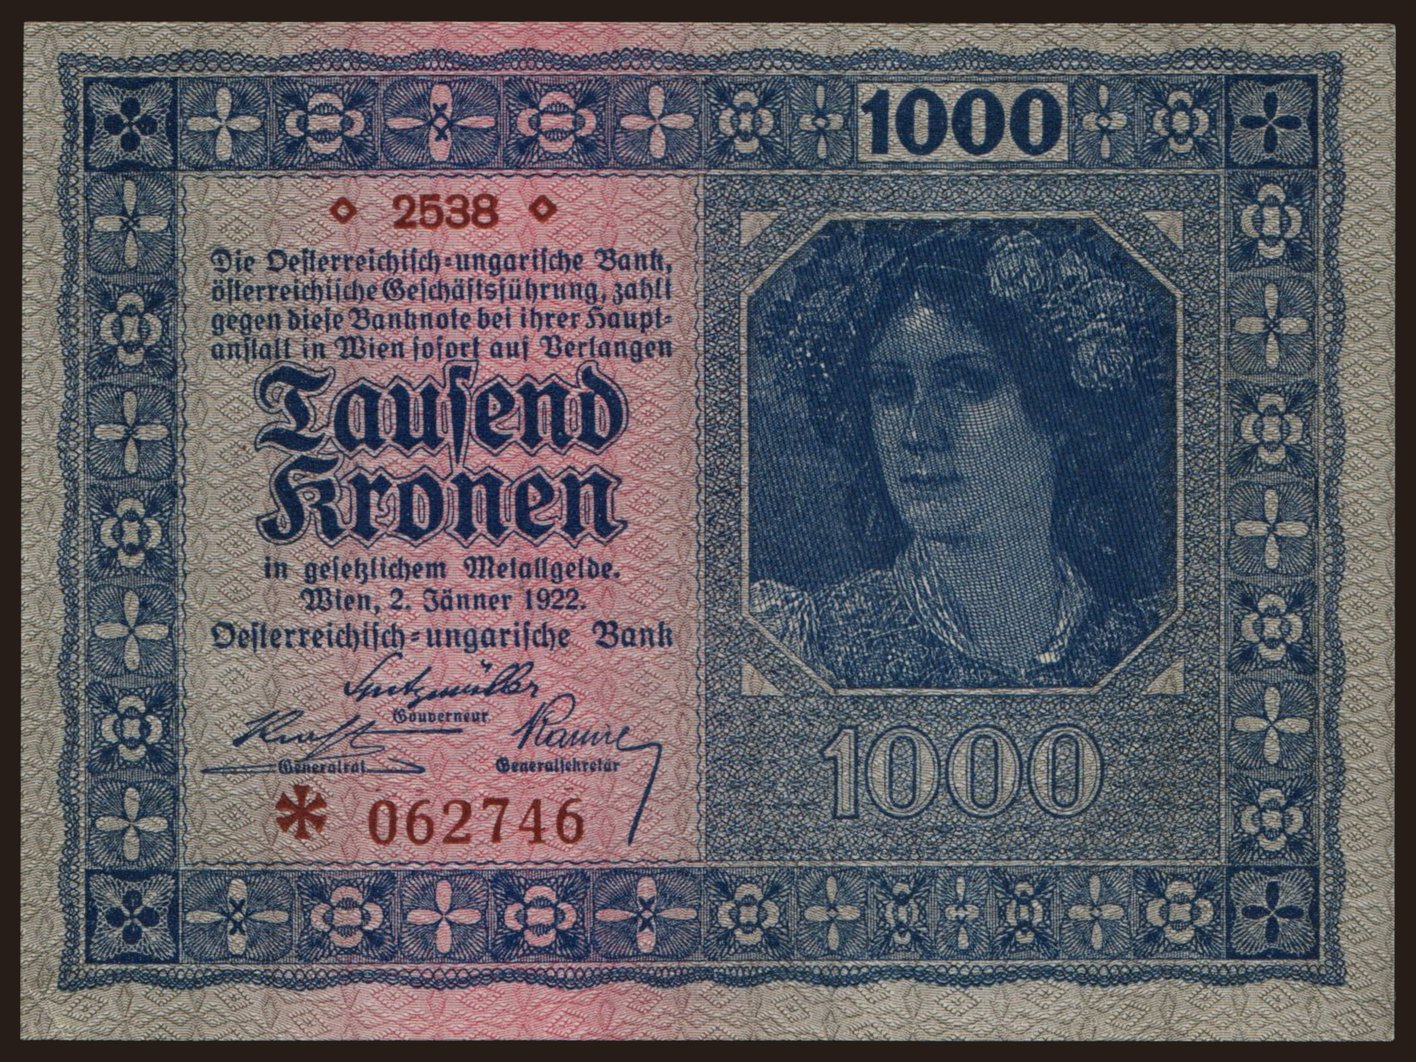 1000
◇ 2538 ◇
Die Oesterreichisch-ungarische Bank,
österreichische Geschäftsführung, zahlt
gegen diese Banknote bei ihrer Haupt-
anstalt in Wien sofort auf Verlangen
Tausend
Kronen
in gesetzlichem Metallgelde.
Wien, 2. Jänner 1922.
Oesterreichisch-ungarische Bank
Spitzmüller
Gouverneur
Generalrat
Generalsekretär
1000
* 062746